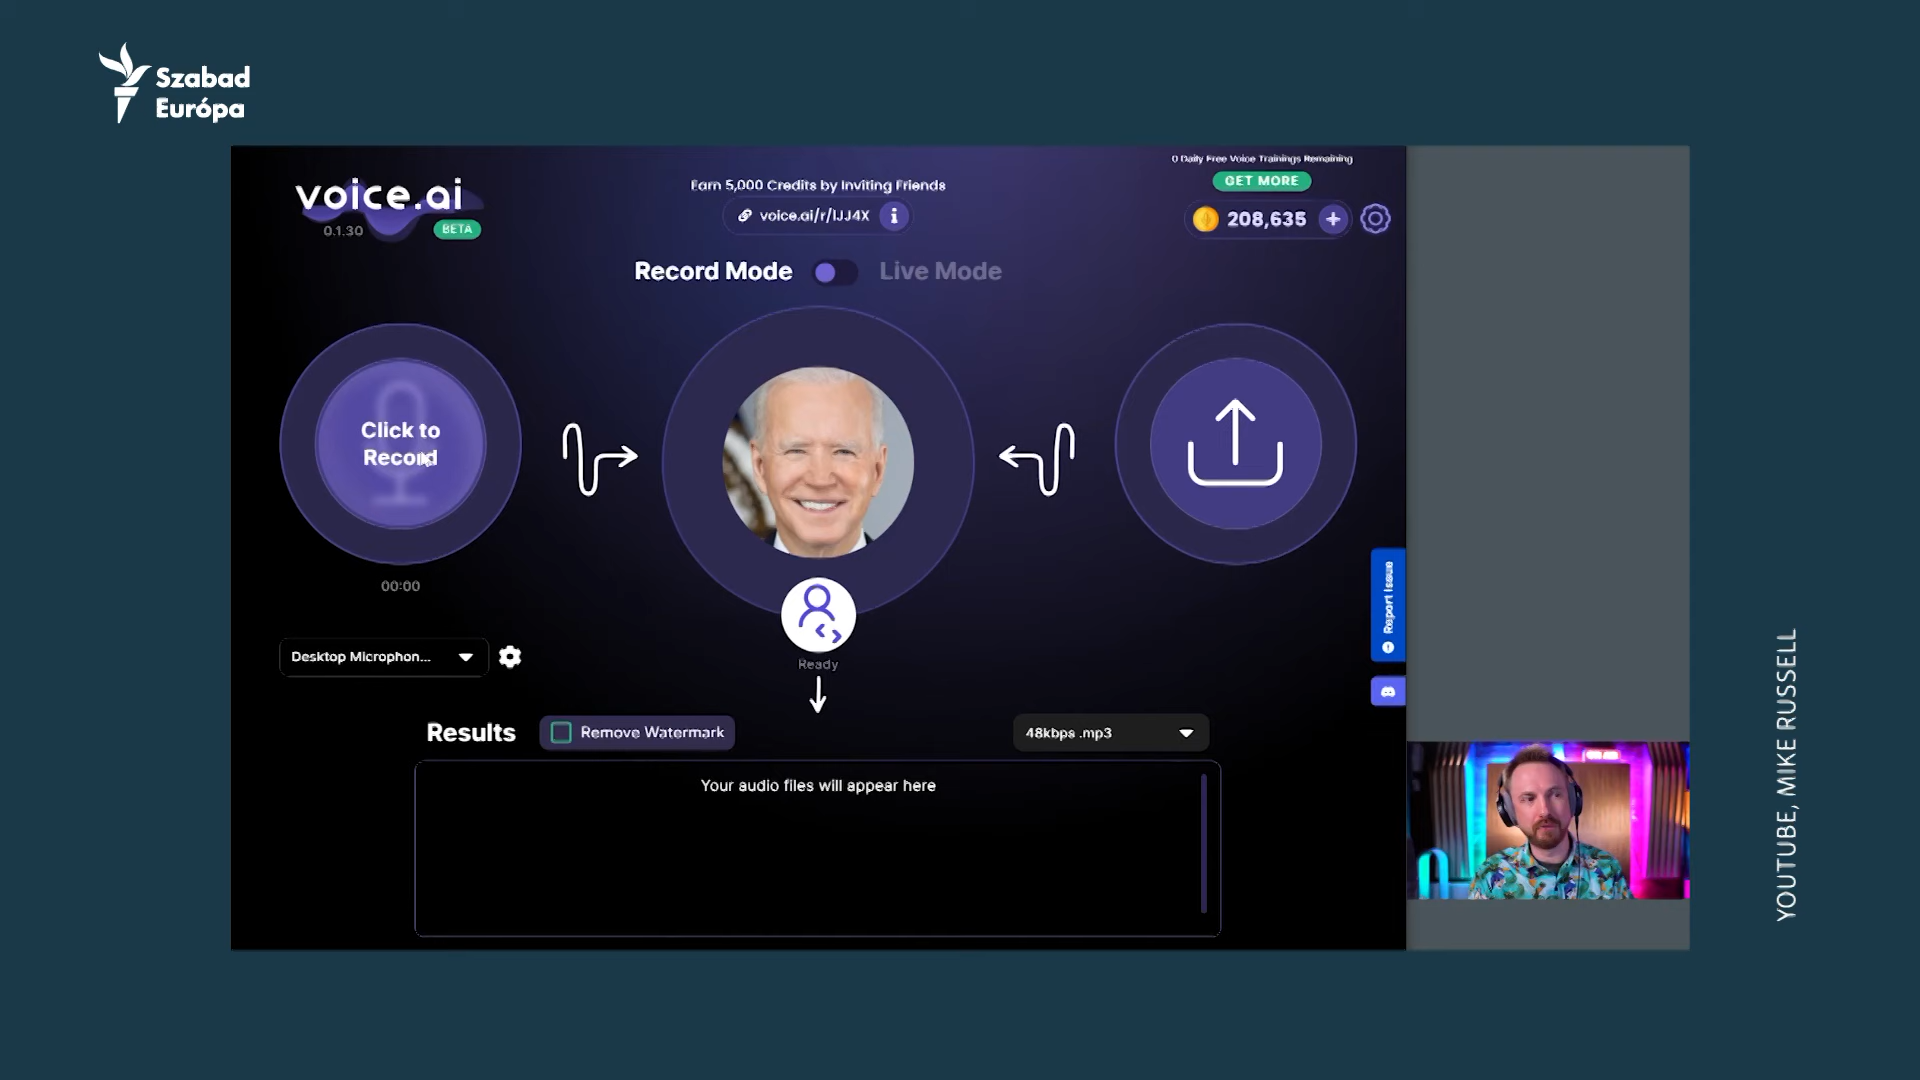 Szabad
Európa
voice.ai
0.1.30
BETA
Earn 5,000 Credits by Inviting Friends
voice.ai/r/IJJ4X
0 Daily Free Voice Trainings Remaining
GET MORE
208,635
Record Mode
Live Mode
Click to
Record
00:00
Desktop Microphon...
Ready
Report Issue
Results
Remove Watermark
48kbps .mp3
Your audio files will appear here
YOUTUBE, MIKE RUSSELL